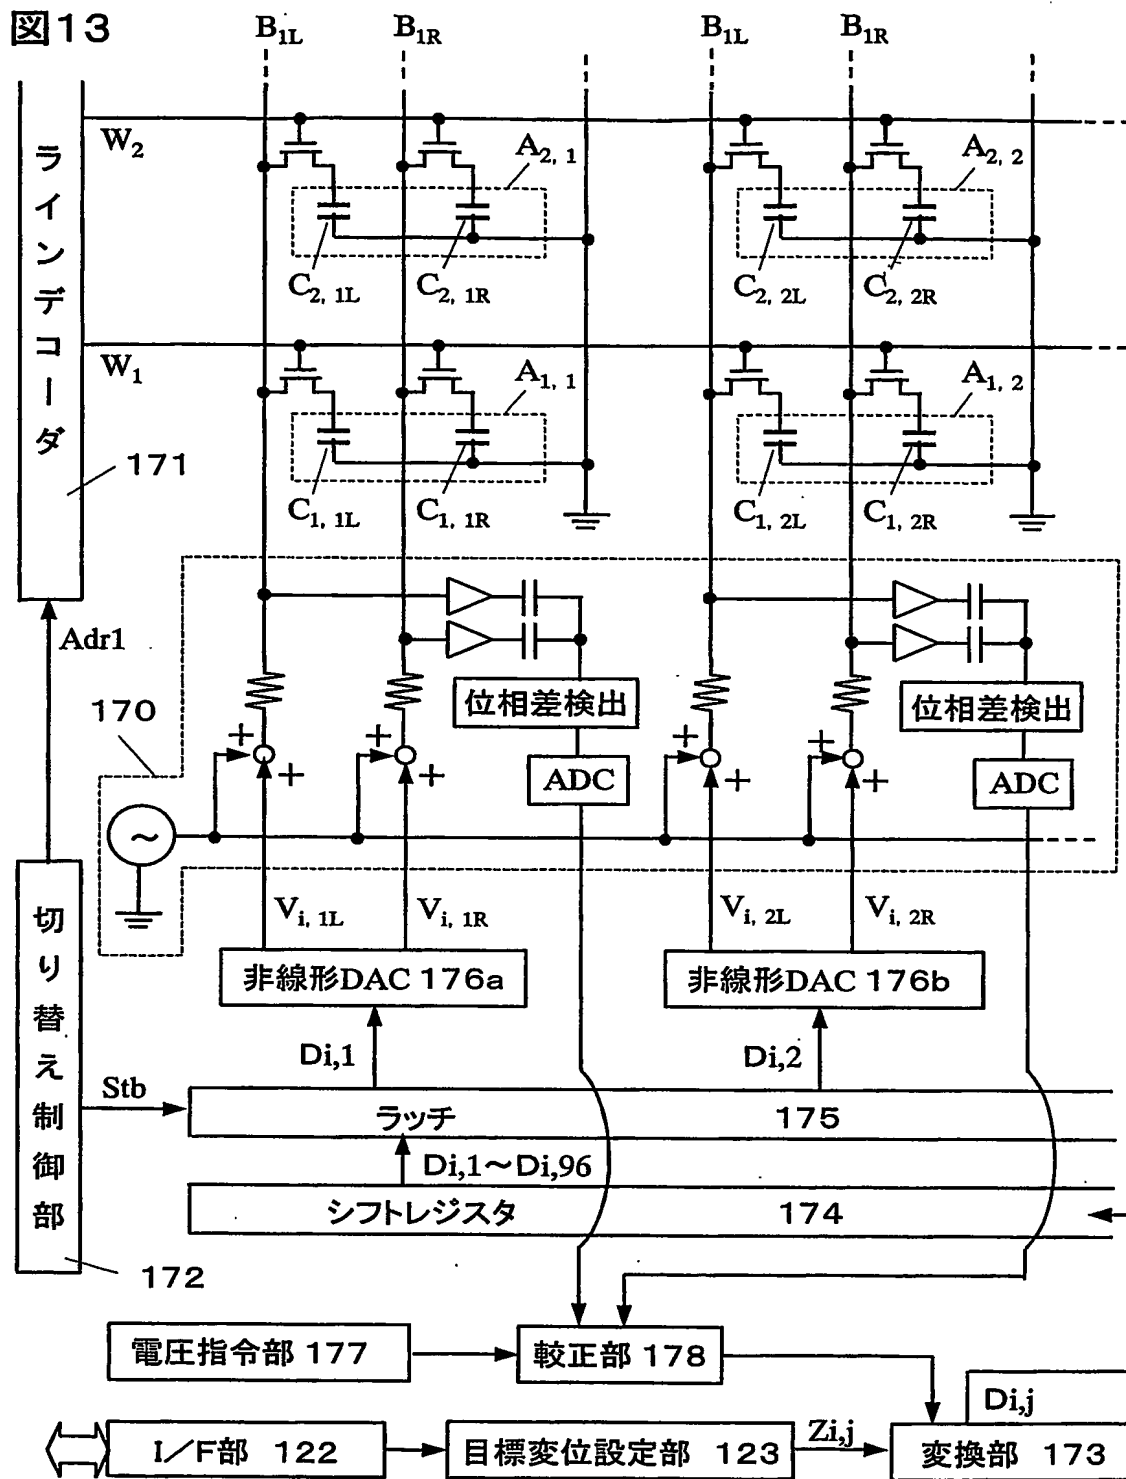 図13
B1L
B1R
B1L
B1R
W2
A2, 1
A2, 2
C2, 1L
C2, 1R
C2, 2L
C2, 2R
W1
A1, 1
A1, 2
ラインデコーダ
171
C1, 1L
C1, 1R
C1, 2L
C1, 2R
Adr1
170
位相差検出
位相差検出
+
+
+
+
+
+
+
+
ADC
ADC
~
Vi, 1L
Vi, 1R
Vi, 2L
Vi, 2R
切り替え制御部
172
非線形DAC 176a
非線形DAC 176b
Di,1
Di,2
Stb
ラッチ 175
Di,1～Di,96
シフトレジスタ 174
電圧指令部 177
較正部 178
Di,j
I／F部 122
目標変位設定部 123
Zi,j
変換部 173